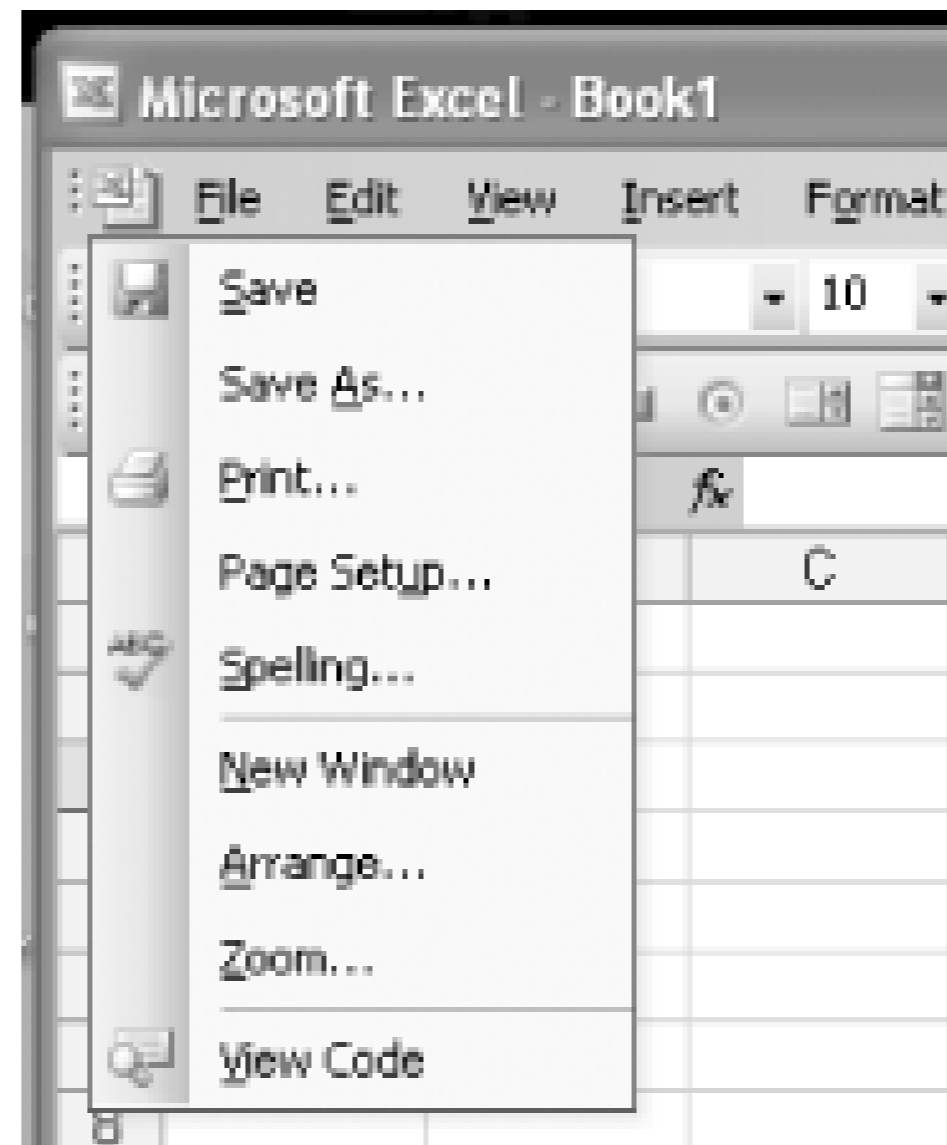 Microsoft Excel - Book1
File Edit View Insert Format
Save
10
Save As...
Print...
fx
Page Setup...
C
ABC
Spelling...
New Window
Arrange...
Zoom...
View Code
8